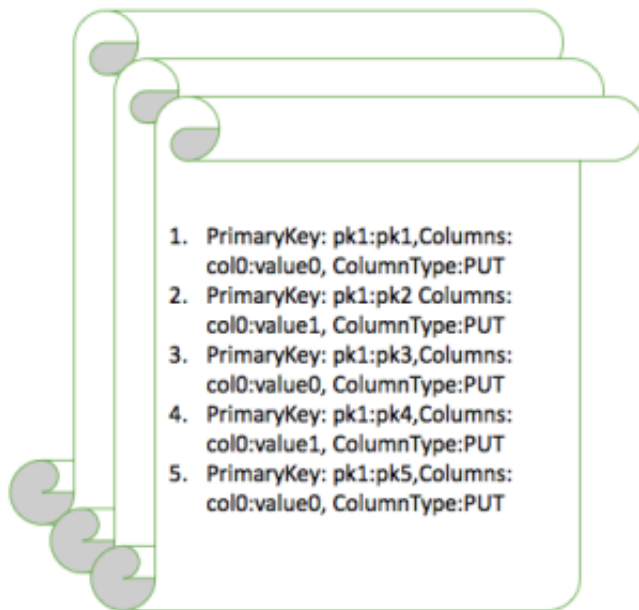 1. PrimaryKey: pk1:pk1,Columns:
col0:value0, ColumnType:PUT
2. PrimaryKey: pk1:pk2 Columns:
col0:value1, ColumnType:PUT
3. PrimaryKey: pk1:pk3,Columns:
col0:value0, ColumnType:PUT
4. PrimaryKey: pk1:pk4,Columns:
col0:value1, ColumnType:PUT
5. PrimaryKey: pk1:pk5,Columns:
col0:value0, ColumnType:PUT